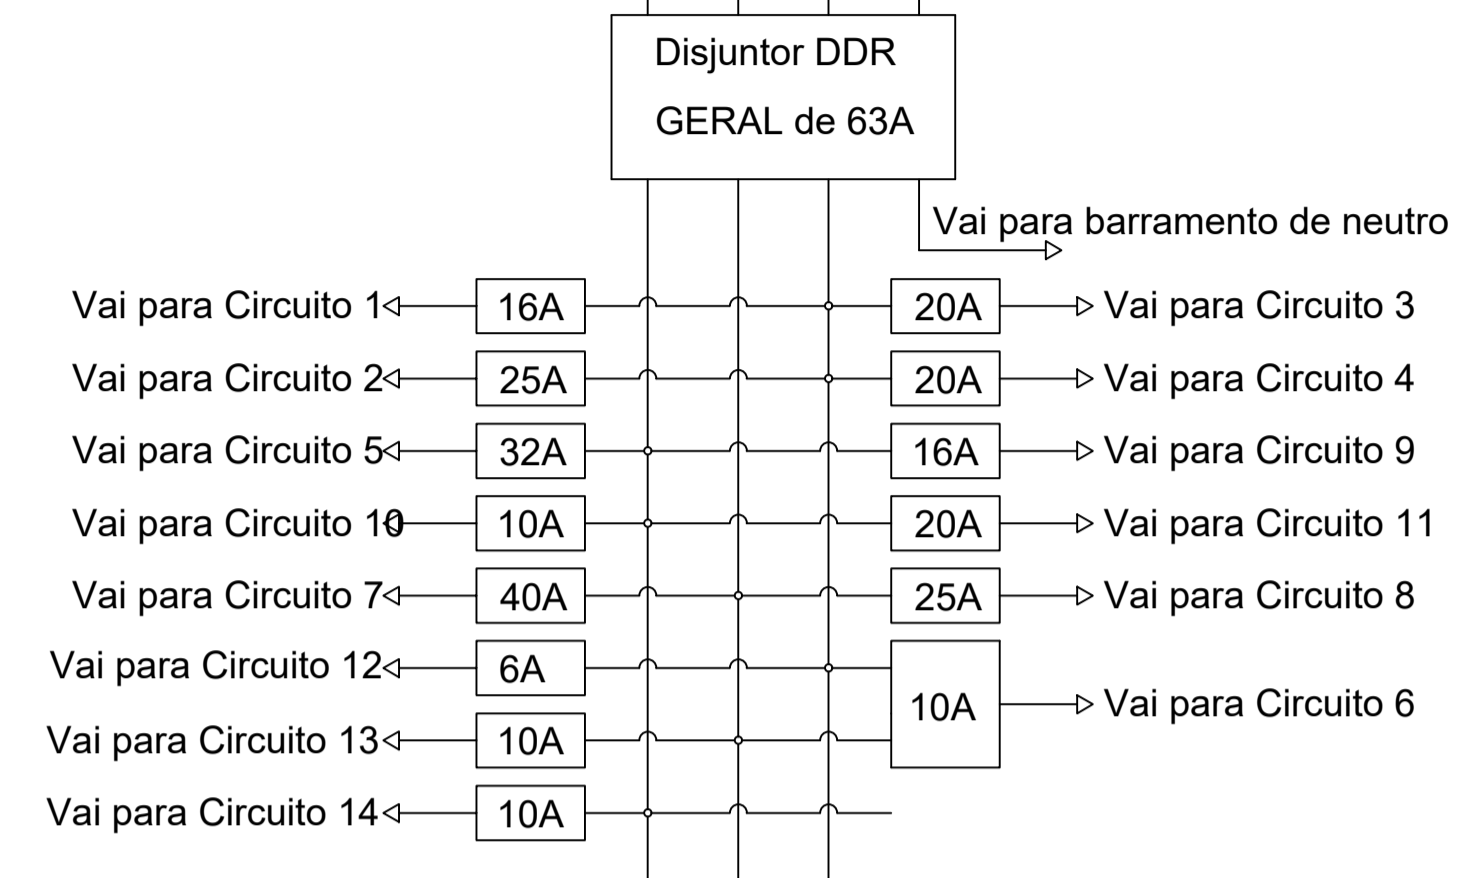 Disjuntor DDR
GERAL de 63A
Vai para barramento de neutro
Vai para Circuito 1 16A 20A Vai para Circuito 3
Vai para Circuito 2 25A 20A Vai para Circuito 4
Vai para Circuito 5 32A 16A Vai para Circuito 9
Vai para Circuito 10 10A 20A Vai para Circuito 11
Vai para Circuito 7 40A 25A Vai para Circuito 8
Vai para Circuito 12 6A
10A Vai para Circuito 6
Vai para Circuito 13 10A
Vai para Circuito 14 10A